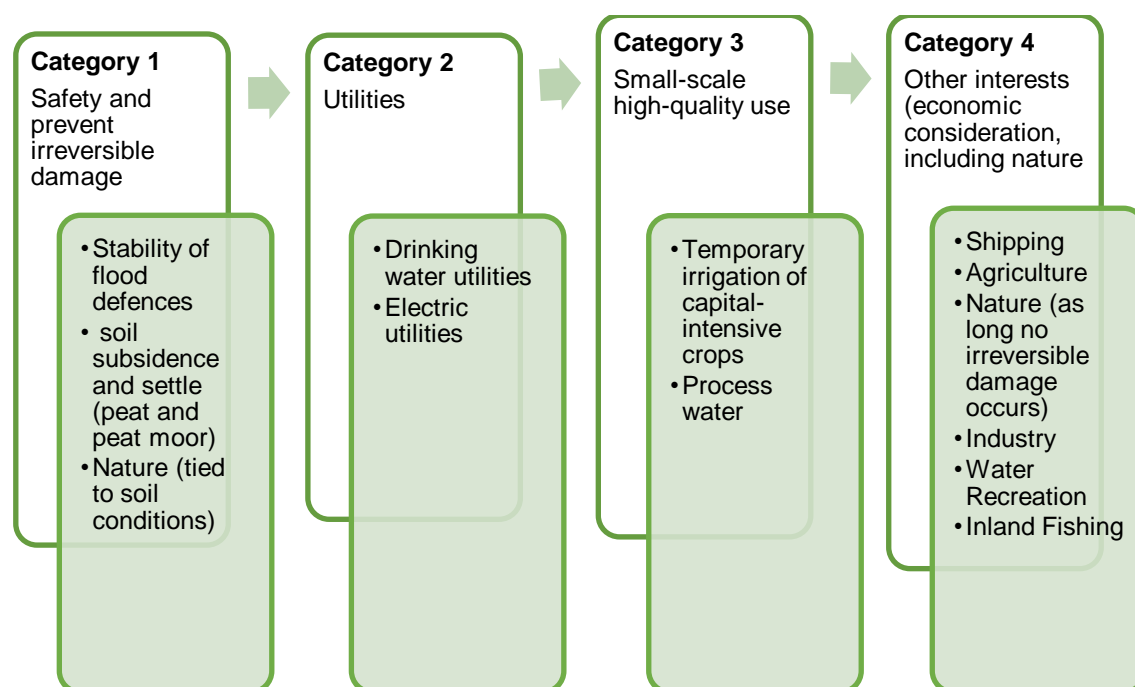 Category 1
Safety and
prevent
irreversible
damage
•Stability of
flood
defences
• soil
subsidence
and settle
(peat and
peat moor)
•Nature (tied
to soil
conditions)
Category 2
Utilities
•Drinking
water utilities
•Electric
utilities
Category 3
Small-scale
high-quality use
•Temporary
irrigation of
capital-
intensive
crops
•Process
water
Category 4
Other interests
(economic
consideration,
including nature
•Shipping
•Agriculture
•Nature (as
long no
irreversible
damage
occurs)
•Industry
•Water
Recreation
•Inland Fishing